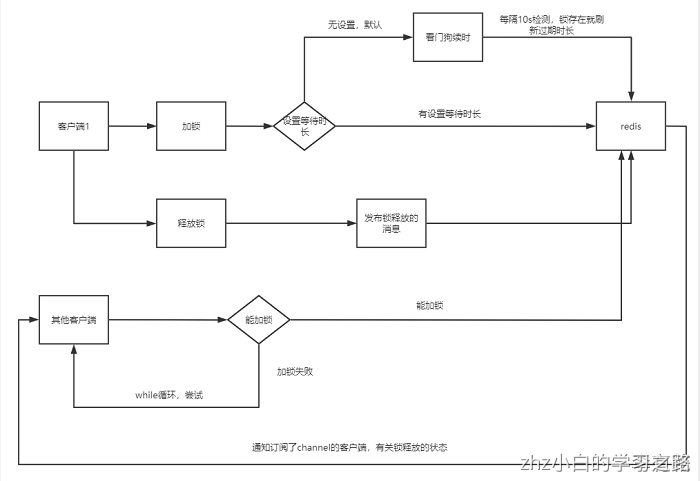 无设置，默认
看门狗续时
每隔10s检测，锁存在就刷
新过期时长
客户端1
加锁
设置等待时
长
有设置等待时长
redis
释放锁
发布锁释放的
消息
其他客户端
能加锁
能加锁
加锁失败
while循环，尝试
通知订阅了channel的客户端，有关锁释放的状态
zhz小白的学习之路